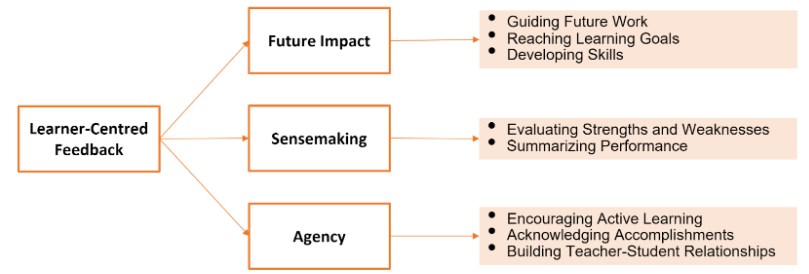 Learner-Centred
Feedback
Future Impact
• Guiding Future Work
• Reaching Learning Goals
• Developing Skills
Sensemaking
• Evaluating Strengths and Weaknesses
• Summarizing Performance
Agency
• Encouraging Active Learning
• Acknowledging Accomplishments
• Building Teacher-Student Relationships